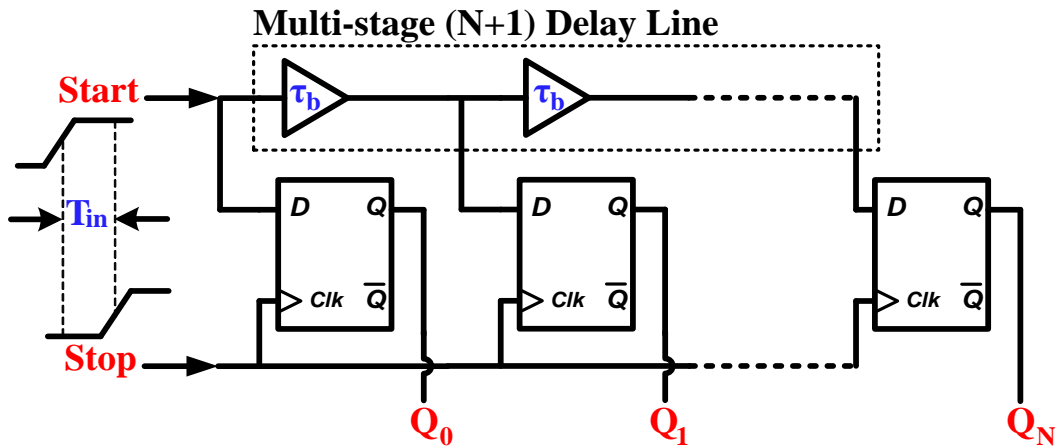 Multi-stage (N+1) Delay Line
Start
τb
τb
Tin
D Q
Clk Q̅
D Q
Clk Q̅
D Q
Clk Q̅
Stop
Q0
Q1
QN